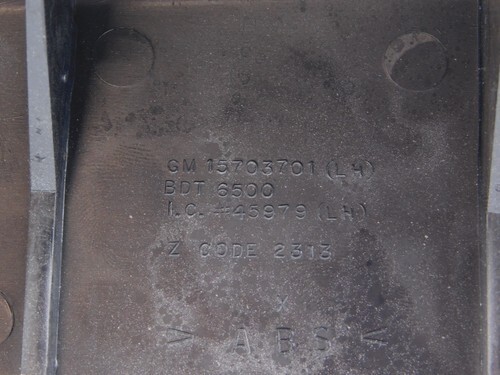 GM 15703701 (LH)
BDT 6500
I.C. #45979 (LH)
Z CODE 2313
> ABS <